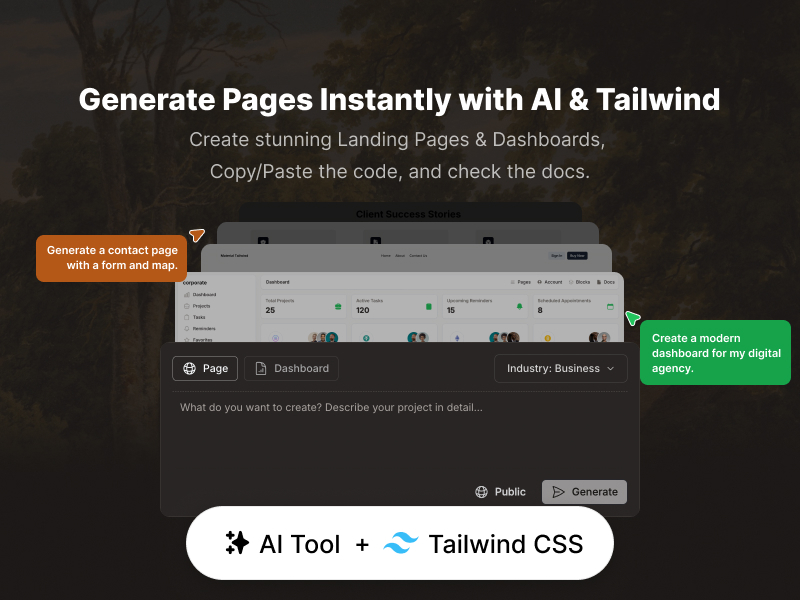 Generate Pages Instantly with AI & Tailwind
Create stunning Landing Pages & Dashboards,
Copy/Paste the code, and check the docs.
Client Success Stories
Generate a contact page
with a form and map.
Material Tailwind
Home
About
Contact Us
Sign In
Buy Now
corporate
Dashboard
Pages
Account
Blocks
Docs
Dashboard
Projects
Tasks
Reminders
Favorites
Total Projects
25
Active Tasks
120
Upcoming Reminders
15
Scheduled Appointments
8
Create a modern
dashboard for my digital
agency.
Page
Dashboard
Industry: Business
What do you want to create? Describe your project in detail...
Public
Generate
AI Tool + Tailwind CSS